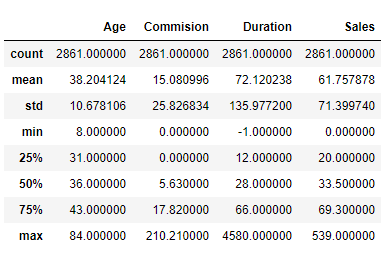 Age Commision Duration Sales
count 2861.000000 2861.000000 2861.000000 2861.000000
mean 38.204124 15.080996 72.120238 61.757878
std 10.678106 25.826834 135.977200 71.399740
min 8.000000 0.000000 -1.000000 0.000000
25% 31.000000 0.000000 12.000000 20.000000
50% 36.000000 5.630000 28.000000 33.500000
75% 43.000000 17.820000 66.000000 69.300000
max 84.000000 210.210000 4580.000000 539.000000